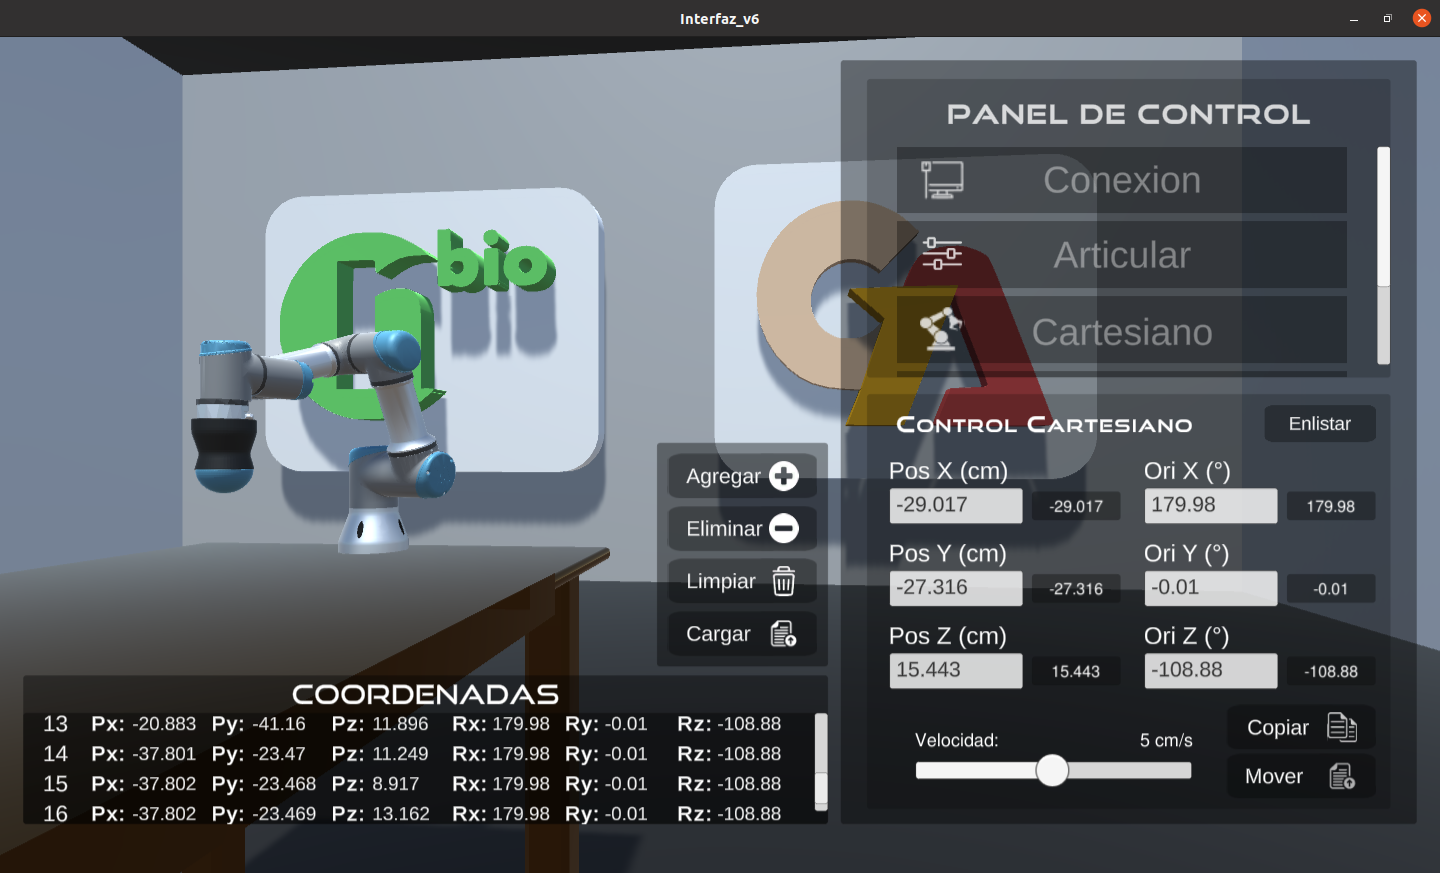 Interfaz_v6
bio
PANEL DE CONTROL
Conexion
Articular
Cartesiano
CONTROL CARTESIANO
Enlistar
Pos X (cm) Ori X (°)
-29.017 -29.017 179.98 179.98
Pos Y (cm) Ori Y (°)
-27.316 -27.316 -0.01 -0.01
Pos Z (cm) Ori Z (°)
15.443 15.443 -108.88 -108.88
Velocidad: 5 cm/s
Copiar
Mover
Agregar
Eliminar
Limpiar
Cargar
COORDENADAS
13 Px: -20.883 Py: -41.16 Pz: 11.896 Rx: 179.98 Ry: -0.01 Rz: -108.88
14 Px: -37.801 Py: -23.47 Pz: 11.249 Rx: 179.98 Ry: -0.01 Rz: -108.88
15 Px: -37.802 Py: -23.468 Pz: 8.917 Rx: 179.98 Ry: -0.01 Rz: -108.88
16 Px: -37.802 Py: -23.469 Pz: 13.162 Rx: 179.98 Ry: -0.01 Rz: -108.88